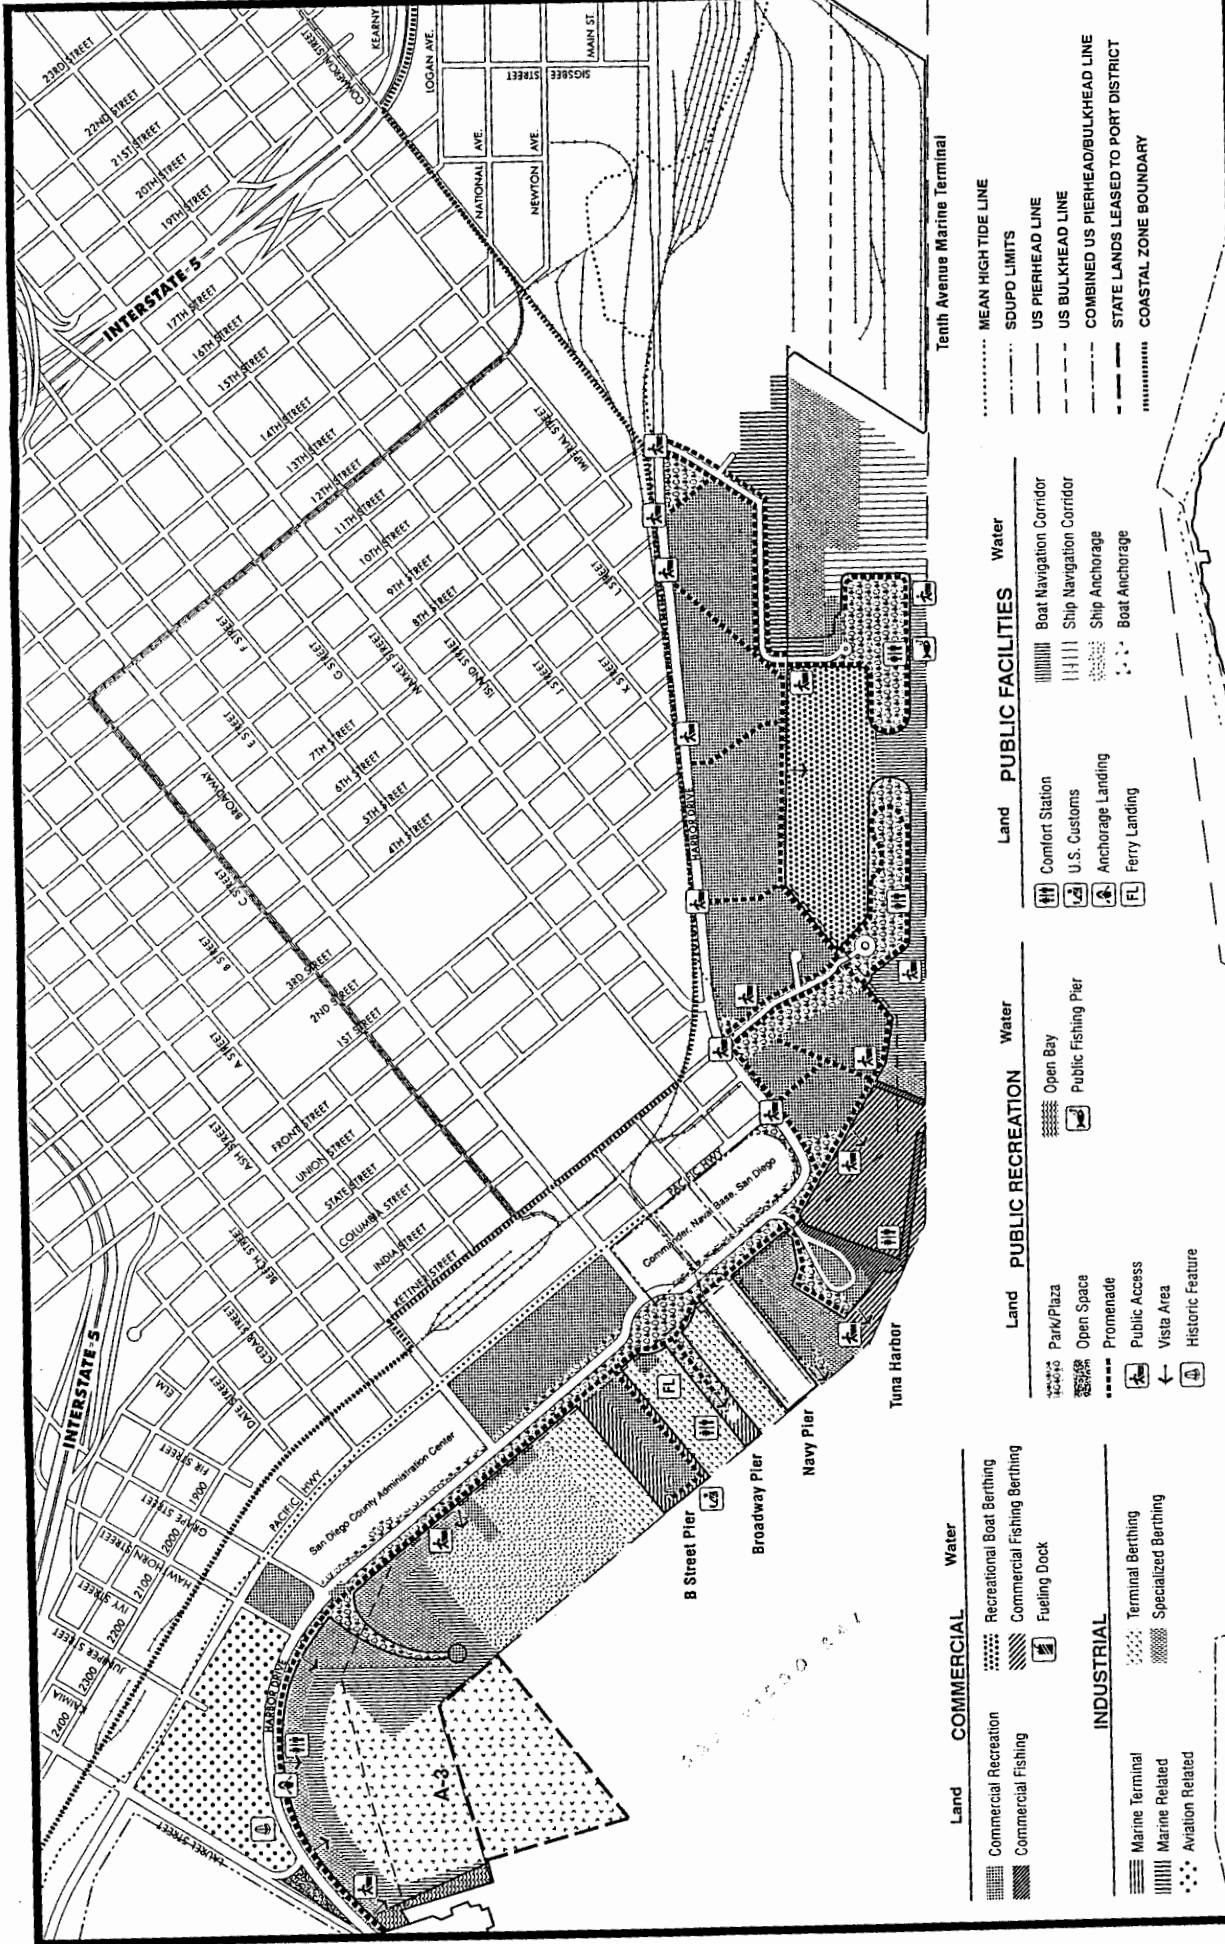 23RD STREET
22ND STREET
21ST STREET
20TH STREET
19TH STREET
INTERSTATE-5
17TH STREET
16TH STREET
15TH STREET
14TH STREET
13TH STREET
12TH STREET
11TH STREET
10TH STREET
9TH STREET
8TH STREET
7TH STREET
6TH STREET
5TH STREET
4TH STREET
3RD STREET
2ND STREET
1ST STREET
FRONT STREET
UNION STREET
STATE STREET
COLUMBIA STREET
INDIA STREET
KETTNER STREET
COMMERCIAL STREET
KEARNY
LOGAN AVE.
SIGSBEE STREET
MAIN ST.
NATIONAL AVE.
NEWTON AVE.
IMPERIAL STREET
L STREET
K STREET
J STREET
ISLAND STREET
MARKET STREET
G STREET
F STREET
E STREET
BROADWAY
C STREET
B STREET
A STREET
ASH STREET
BEECH STREET
CEDAR STREET
DATE STREET
ELM
FIR STREET
GRAPE STREET
HAWTHORN STREET
IVY STREET
JUNIPER STREET
1900
2000
2100
2200
2300
2400
LAUREL STREET
INTERSTATE-5
PACIFIC HWY
PACIFIC HWY
HARBOR DRIVE
HARBOR DRIVE
San Diego County Administration Center
Commander, Naval Base, San Diego
A-3
FL
B Street Pier
Broadway Pier
Navy Pier
Tuna Harbor
Tenth Avenue Marine Terminal
COMMERCIAL
Land
Water
Commercial Recreation
Commercial Fishing
Recreational Boat Berthing
Commercial Fishing Berthing
Fueling Dock
INDUSTRIAL
Marine Terminal
Marine Related
Aviation Related
Terminal Berthing
Specialized Berthing
PUBLIC RECREATION
Land
Water
Park/Plaza
Open Space
Promenade
Public Access
Vista Area
Historic Feature
Open Bay
Public Fishing Pier
PUBLIC FACILITIES
Land
Water
Comfort Station
U.S. Customs
Anchorage Landing
FL Ferry Landing
Boat Navigation Corridor
Ship Navigation Corridor
Ship Anchorage
Boat Anchorage
MEAN HIGH TIDE LINE
SDUPD LIMITS
US PIERHEAD LINE
US BULKHEAD LINE
COMBINED US PIERHEAD/BULKHEAD LINE
STATE LANDS LEASED TO PORT DISTRICT
COASTAL ZONE BOUNDARY